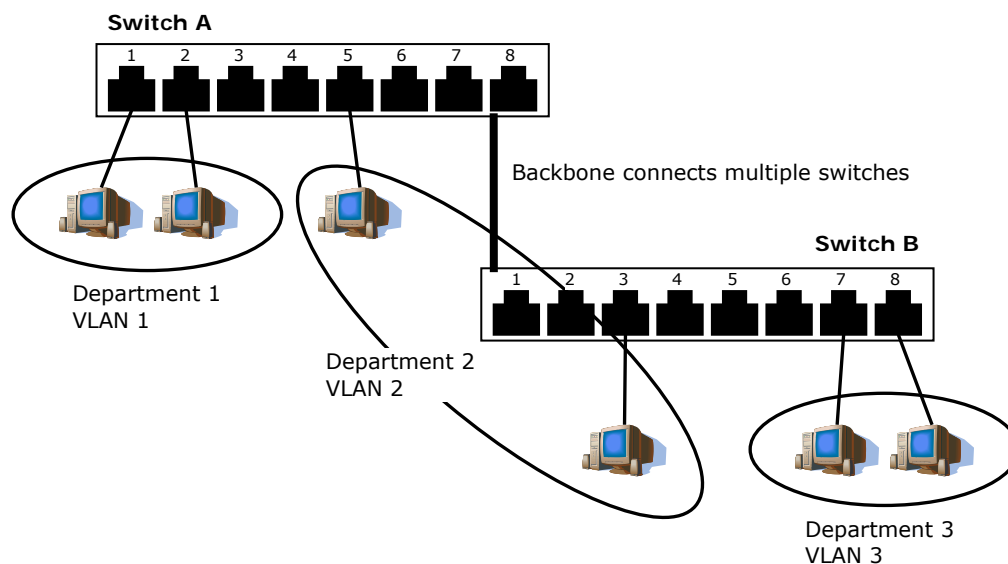 Switch A
1 2 3 4 5 6 7 8
Backbone connects multiple switches
Switch B
1 2 3 4 5 6 7 8
Department 1
VLAN 1
Department 2
VLAN 2
Department 3
VLAN 3